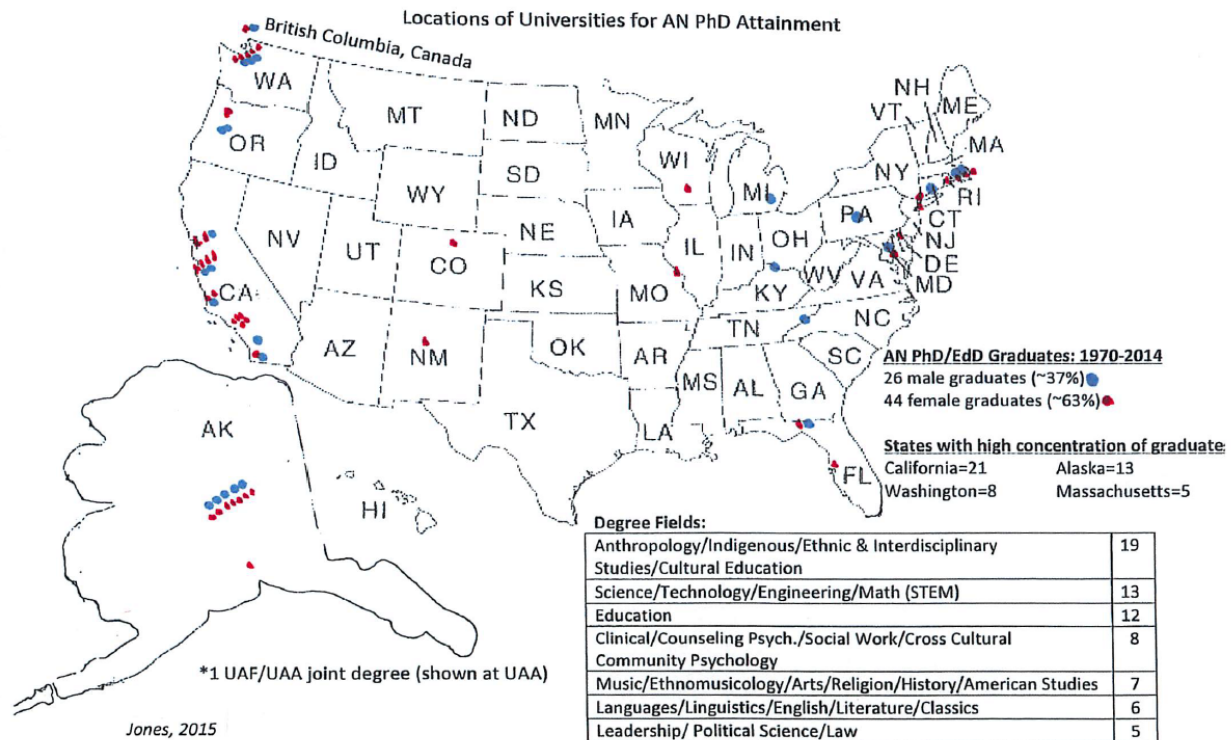 Locations of Universities for AN PhD Attainment
British Columbia, Canada
WA
MT
ND
MN
OR
ID
WY
SD
WI
MI
NH
VT
ME
NY
MA
RI
CT
NJ
DE
MD
PA
NV
UT
CO
NE
IA
IL
IN
OH
WV
VA
KS
MO
KY
CA
AZ
NM
OK
AR
TN
NC
SC
TX
LA
MS
AL
GA
FL
AK
HI
AN PhD/EdD Graduates: 1970-2014
26 male graduates (~37%)
44 female graduates (~63%)
States with high concentration of graduate
California=21 Alaska=13
Washington=8 Massachusetts=5
Degree Fields:
Anthropology/Indigenous/Ethnic & Interdisciplinary 19
Studies/Cultural Education
Science/Technology/Engineering/Math (STEM) 13
Education 12
Clinical/Counseling Psych./Social Work/Cross Cultural 8
Community Psychology
Music/Ethnomusicology/Arts/Religion/History/American Studies 7
Languages/Linguistics/English/Literature/Classics 6
Leadership/ Political Science/Law 5
*1 UAF/UAA joint degree (shown at UAA)
Jones, 2015